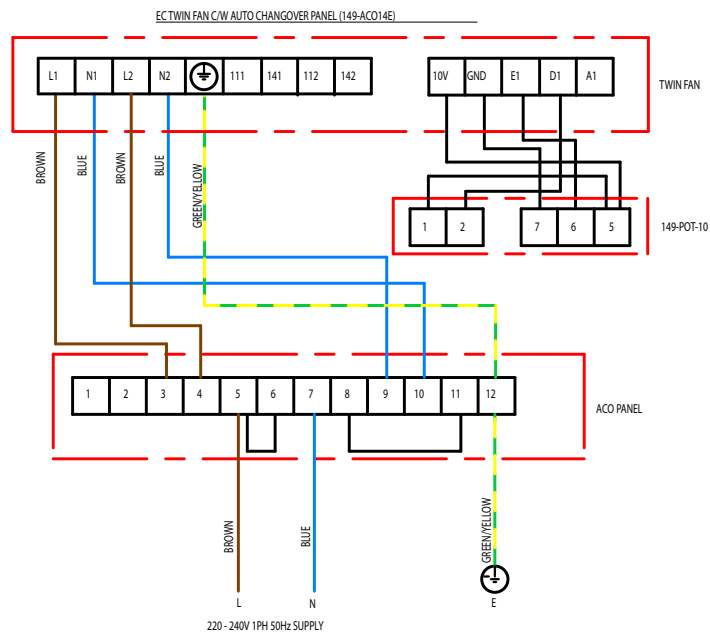 EC TWIN FAN C/W AUTO CHANGOVER PANEL (149-ACO14E)
L1 N1 L2 N2 111 141 112 142
10V GND E1 D1 A1
TWIN FAN
BROWN
BLUE
BROWN
BLUE
GREEN/YELLOW
1 2 7 6 5
149-POT-10
1 2 3 4 5 6 7 8 9 10 11 12
ACO PANEL
BROWN
BLUE
GREEN/YELLOW
L N E
220 - 240V 1PH 50Hz SUPPLY